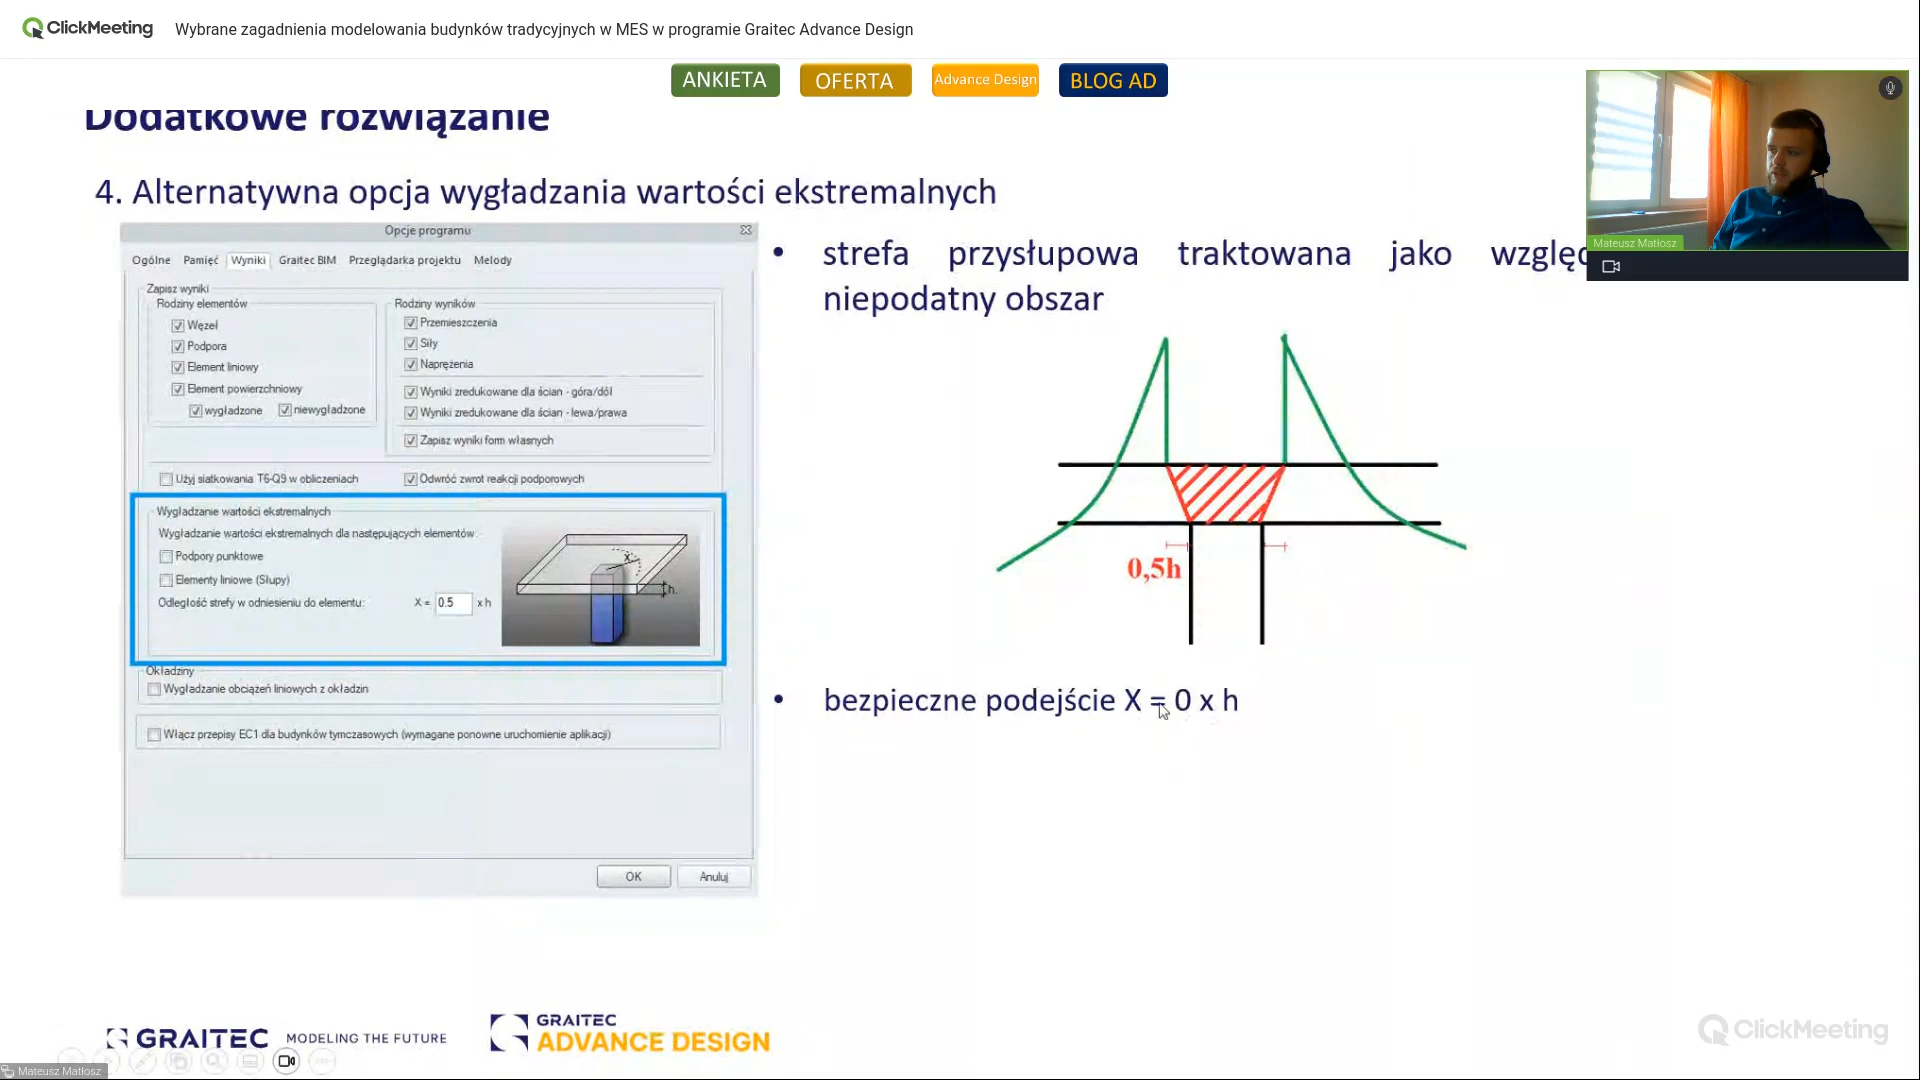 ClickMeeting
Wybrane zagadnienia modelowania budynków tradycyjnych w MES w programie Graitec Advance Design
ANKIETA
OFERTA
Advance Design
BLOG AD
Dodatkowe rozwiązanie
4. Alternatywna opcja wygładzania wartości ekstremalnych
Opcje programu
Ogólne Pamięć Wyniki Graitec BIM Przeglądarka projektu Melody
Zapisz wyniki
Rodziny elementów
Węzeł
Podpora
Element liniowy
Element powierzchniowy
wygładzone niewygładzone
Rodziny wyników
Przemieszczenia
Siły
Naprężenia
Wyniki zredukowane dla ścian - góra/dół
Wyniki zredukowane dla ścian - lewa/prawa
Zapisz wyniki form własnych
Użyj siatkowania T6-Q9 w obliczeniach
Odwróć zwrot reakcji podporowych
Wygładzanie wartości ekstremalnych
Wygładzanie wartości ekstremalnych dla następujących elementów:
Podpory punktowe
Elementy liniowe (Słupy)
Odległość strefy w odniesieniu do elementu: X = 0.5 x h
x
h
Okładziny
Wygładzanie obciążeń liniowych z okładzin
Włącz przepisy EC1 dla budynków tymczasowych (wymagane ponowne uruchomienie aplikacji)
OK
Anuluj
• strefa przysłupowa traktowana jako wzglę
niepodatny obszar
0,5h
• bezpieczne podejście X = 0 x h
Mateusz Matłosz
GRAITEC MODELING THE FUTURE
GRAITEC
ADVANCE DESIGN
ClickMeeting
Mateusz Matłosz